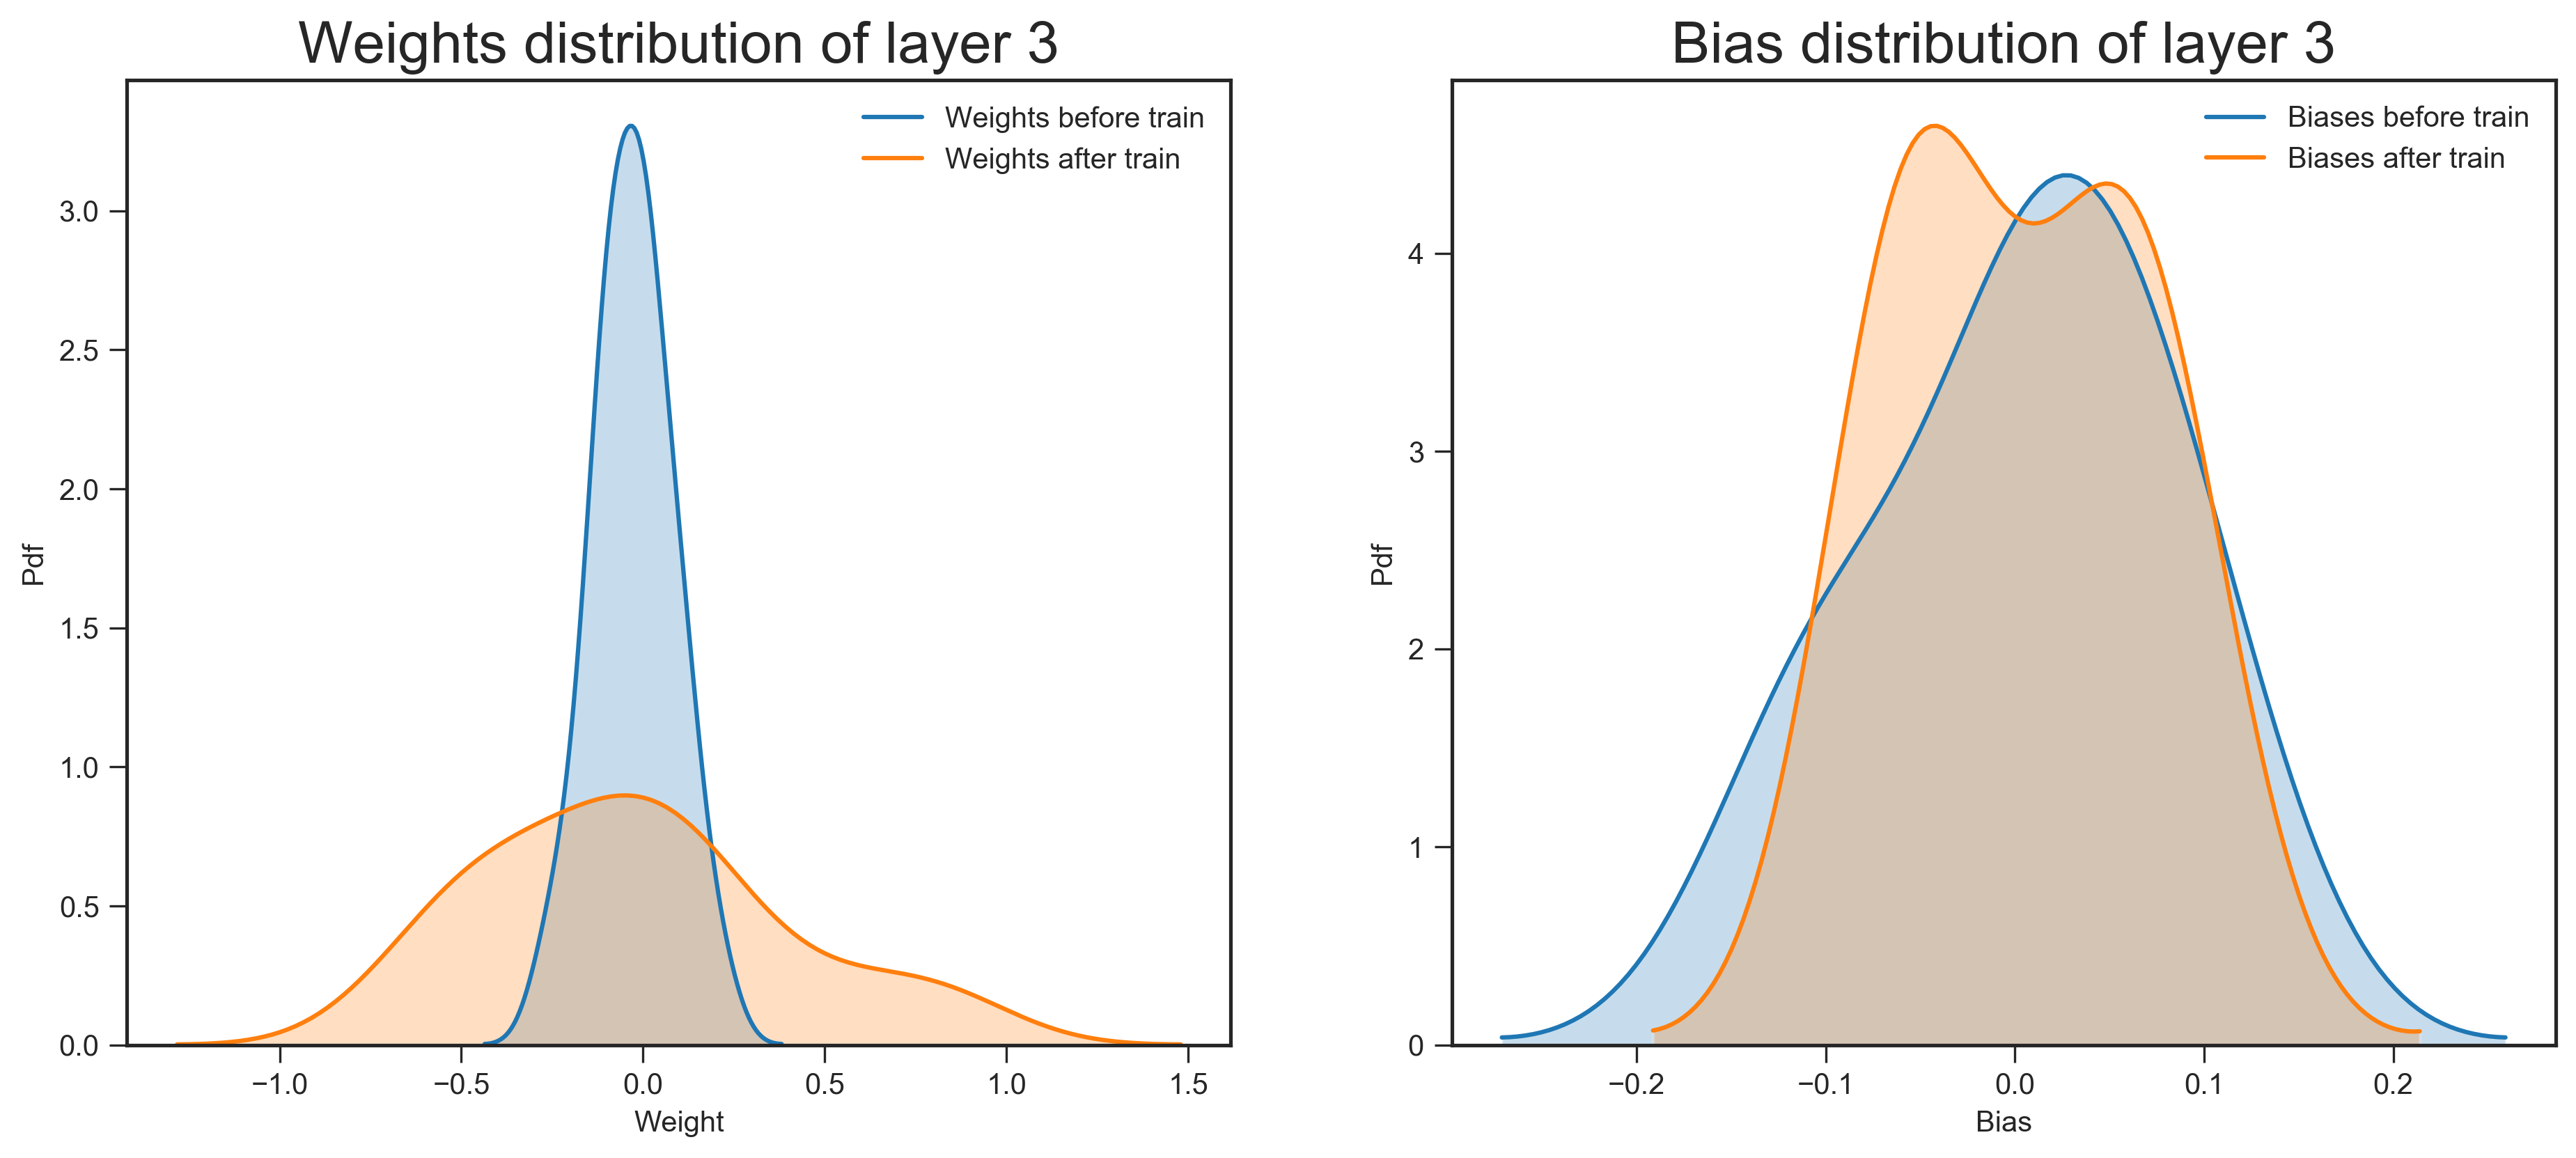 Weights distribution of layer 3
Weights before train
Weights after train
3.0
2.5
2.0
1.5
1.0
0.5
0.0
Pdf
−1.0 −0.5 0.0 0.5 1.0 1.5
Weight
Bias distribution of layer 3
Biases before train
Biases after train
4
3
2
1
0
Pdf
−0.2 −0.1 0.0 0.1 0.2
Bias